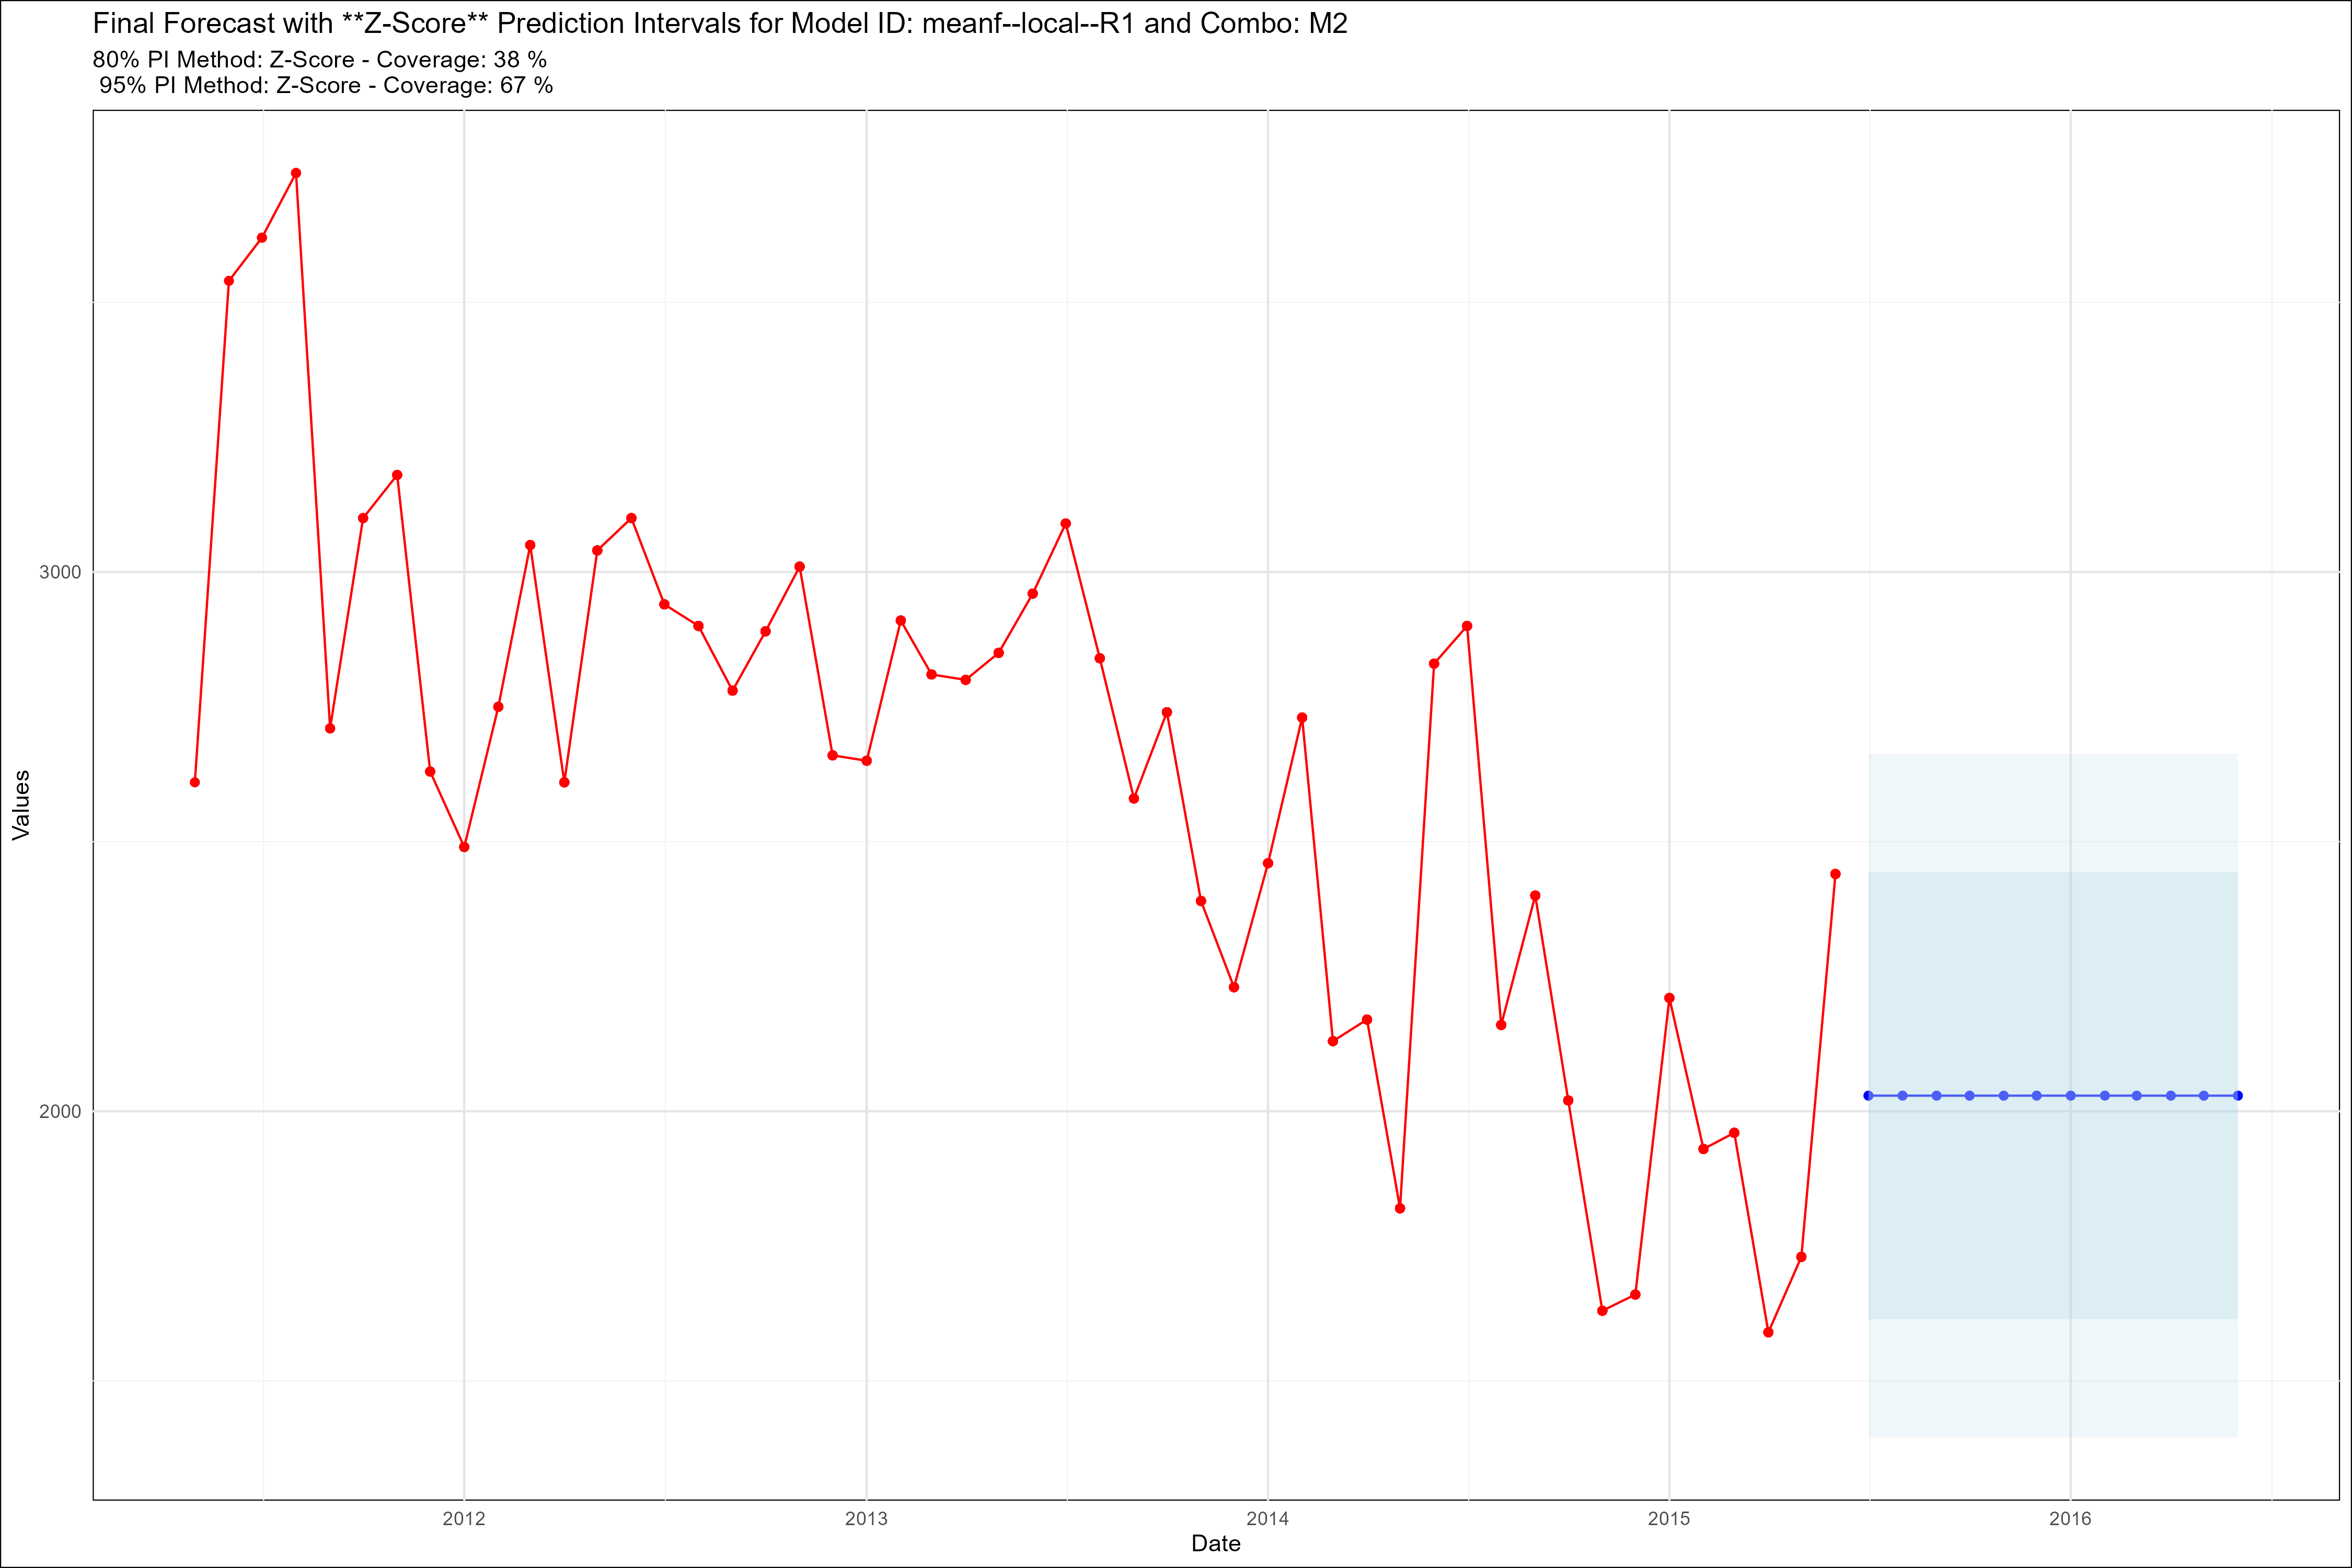 Final Forecast with **Z-Score** Prediction Intervals for Model ID: meanf--local--R1 and Combo: M2
80% PI Method: Z-Score - Coverage: 38 %
95% PI Method: Z-Score - Coverage: 67 %
Values
3000
2000
2012
2013
2014
2015
2016
Date